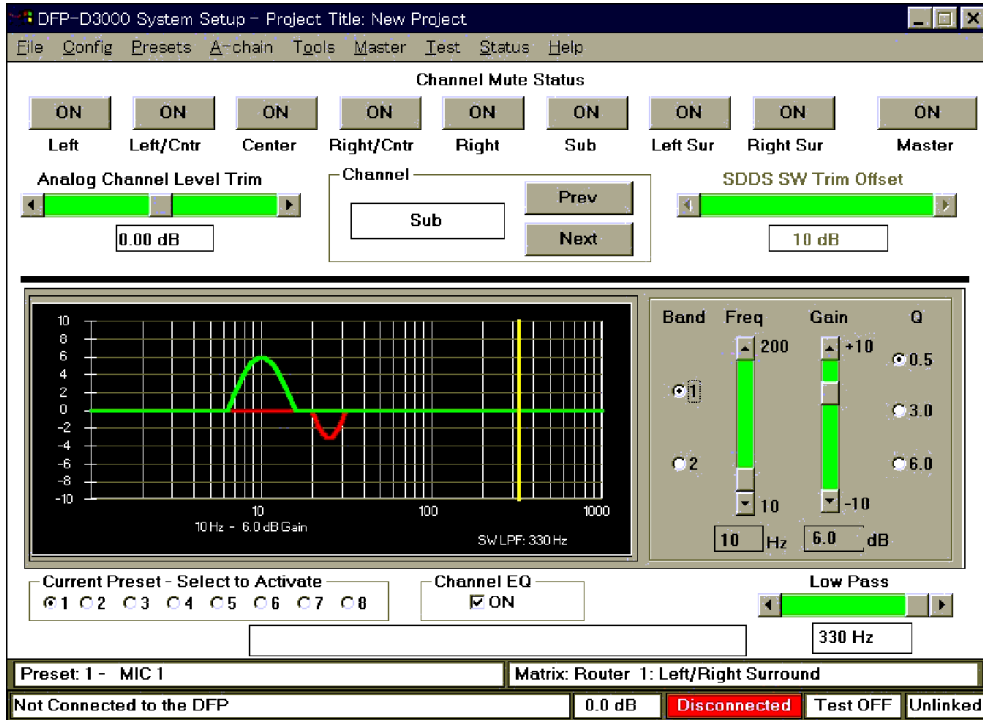 DFP-D3000 System Setup - Project Title: New Project
File Config Presets A-chain Tools Master Test Status Help
Channel Mute Status
ON ON ON ON ON ON ON ON ON
Left Left/Cntr Center Right/Cntr Right Sub Left Sur Right Sur Master
Analog Channel Level Trim
0.00 dB
Channel
Sub
Prev
Next
SDDS SW Trim Offset
10 dB
10
8
6
4
2
0
-2
-4
-6
-8
-10
10 100 1000
10 Hz - 6.0 dB Gain
SW LPF: 330 Hz
Band Freq Gain Q
200 +10
0.5
1
3.0
2
6.0
10 -10
10 Hz 6.0 dB
Current Preset - Select to Activate
1 2 3 4 5 6 7 8
Channel EQ
ON
Low Pass
330 Hz
Preset: 1 - MIC 1
Matrix: Router 1: Left/Right Surround
Not Connected to the DFP
0.0 dB
Disconnected
Test OFF
Unlinked